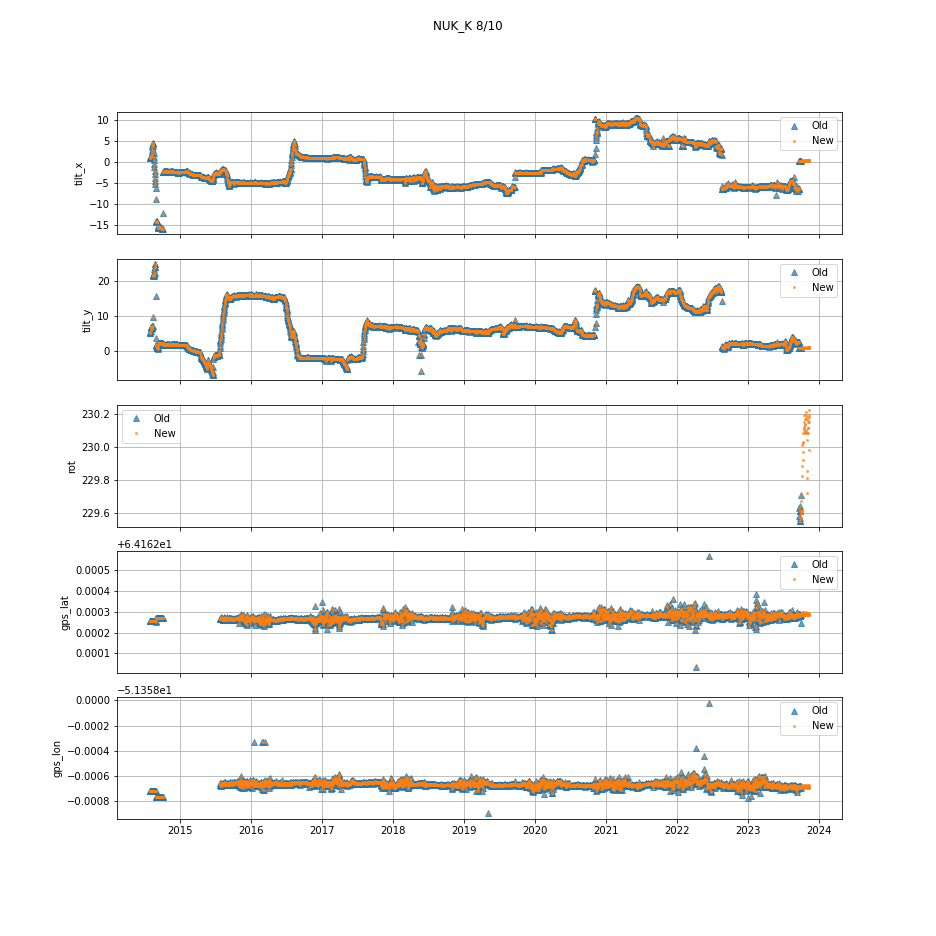 NUK_K 8/10
10
5
0
−5
−10
−15
tilt_x
Old
New
20
10
0
tilt_y
Old
New
230.2
230.0
229.8
229.6
rot
Old
New
+6.4162e1
0.0005
0.0004
0.0003
0.0002
0.0001
gps_lat
Old
New
−5.1358e1
0.0000
−0.0002
−0.0004
−0.0006
−0.0008
gps_lon
Old
New
2015 2016 2017 2018 2019 2020 2021 2022 2023 2024